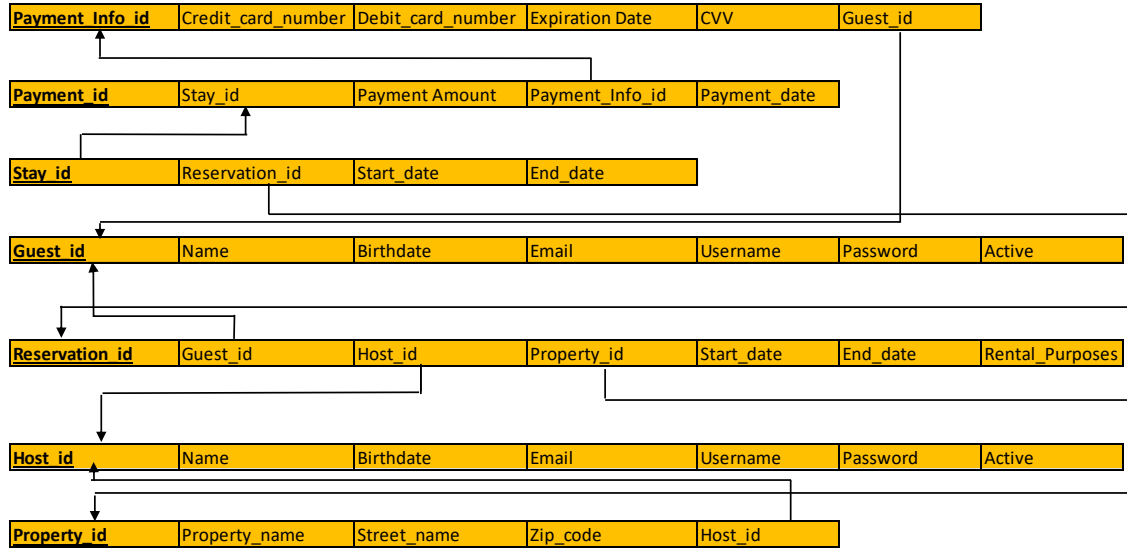 Payment_Info_id Credit_card_number Debit_card_number Expiration Date CVV Guest_id
Payment_id Stay_id Payment Amount Payment_Info_id Payment_date
Stay_id Reservation_id Start_date End_date
Guest_id Name Birthdate Email Username Password Active
Reservation_id Guest_id Host_id Property_id Start_date End_date Rental_Purposes
Host_id Name Birthdate Email Username Password Active
Property_id Property_name Street_name Zip_code Host_id